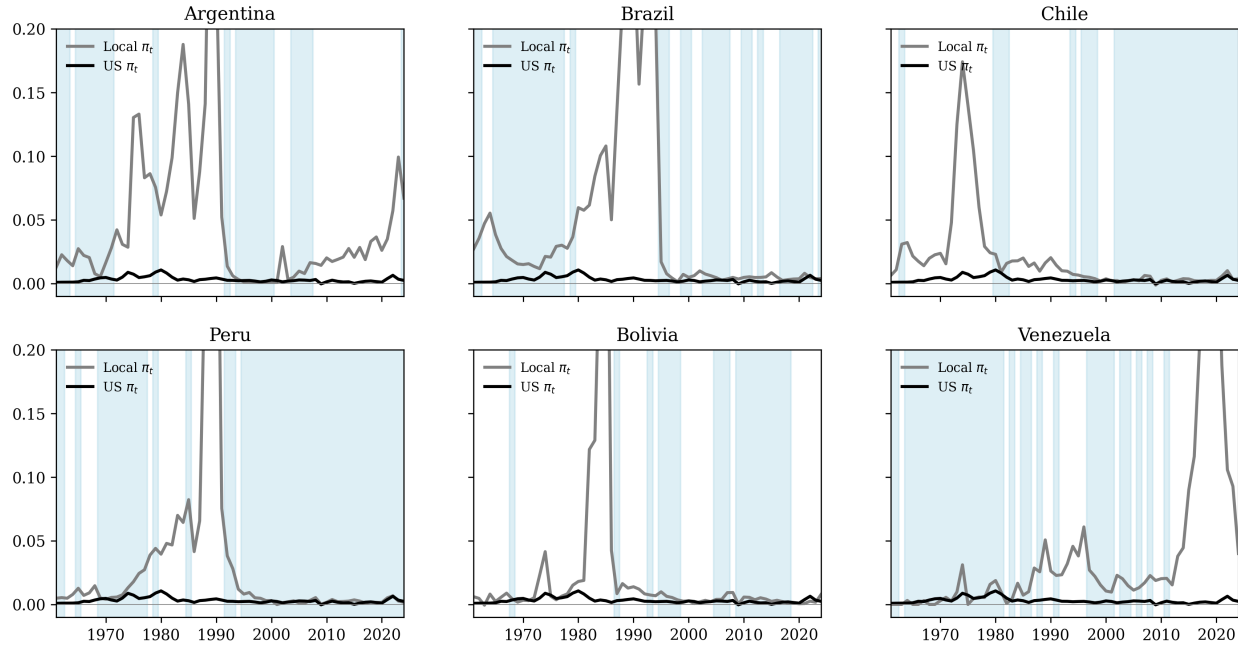 Argentina
Brazil
Chile
0.20
0.15
0.10
0.05
0.00
Local πt
US πt
Local πt
US πt
Local πt
US πt
Peru
Bolivia
Venezuela
0.20
0.15
0.10
0.05
0.00
Local πt
US πt
Local πt
US πt
Local πt
US πt
1970 1980 1990 2000 2010 2020
1970 1980 1990 2000 2010 2020
1970 1980 1990 2000 2010 2020